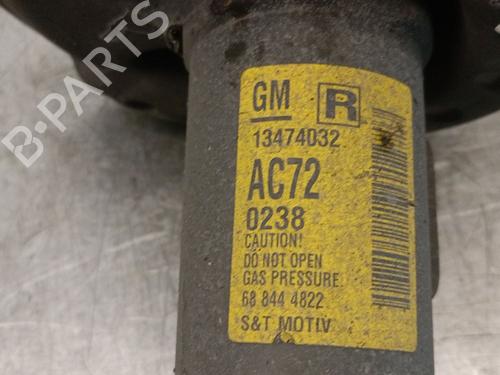 B-PARTS
GM R
13474032
AC72
0238
CAUTION!
DO NOT OPEN
GAS PRESSURE
68 844 4822
S&T MOTIV